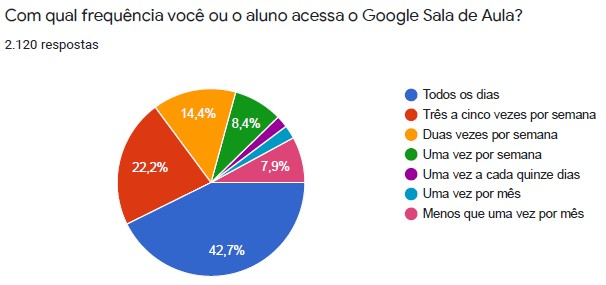 Com qual frequência você ou o aluno acessa o Google Sala de Aula?
2.120 respostas
Todos os dias
Três a cinco vezes por semana
Duas vezes por semana
Uma vez por semana
Uma vez a cada quinze dias
Uma vez por mês
Menos que uma vez por mês
14,4%
8,4%
22,2%
7,9%
42,7%